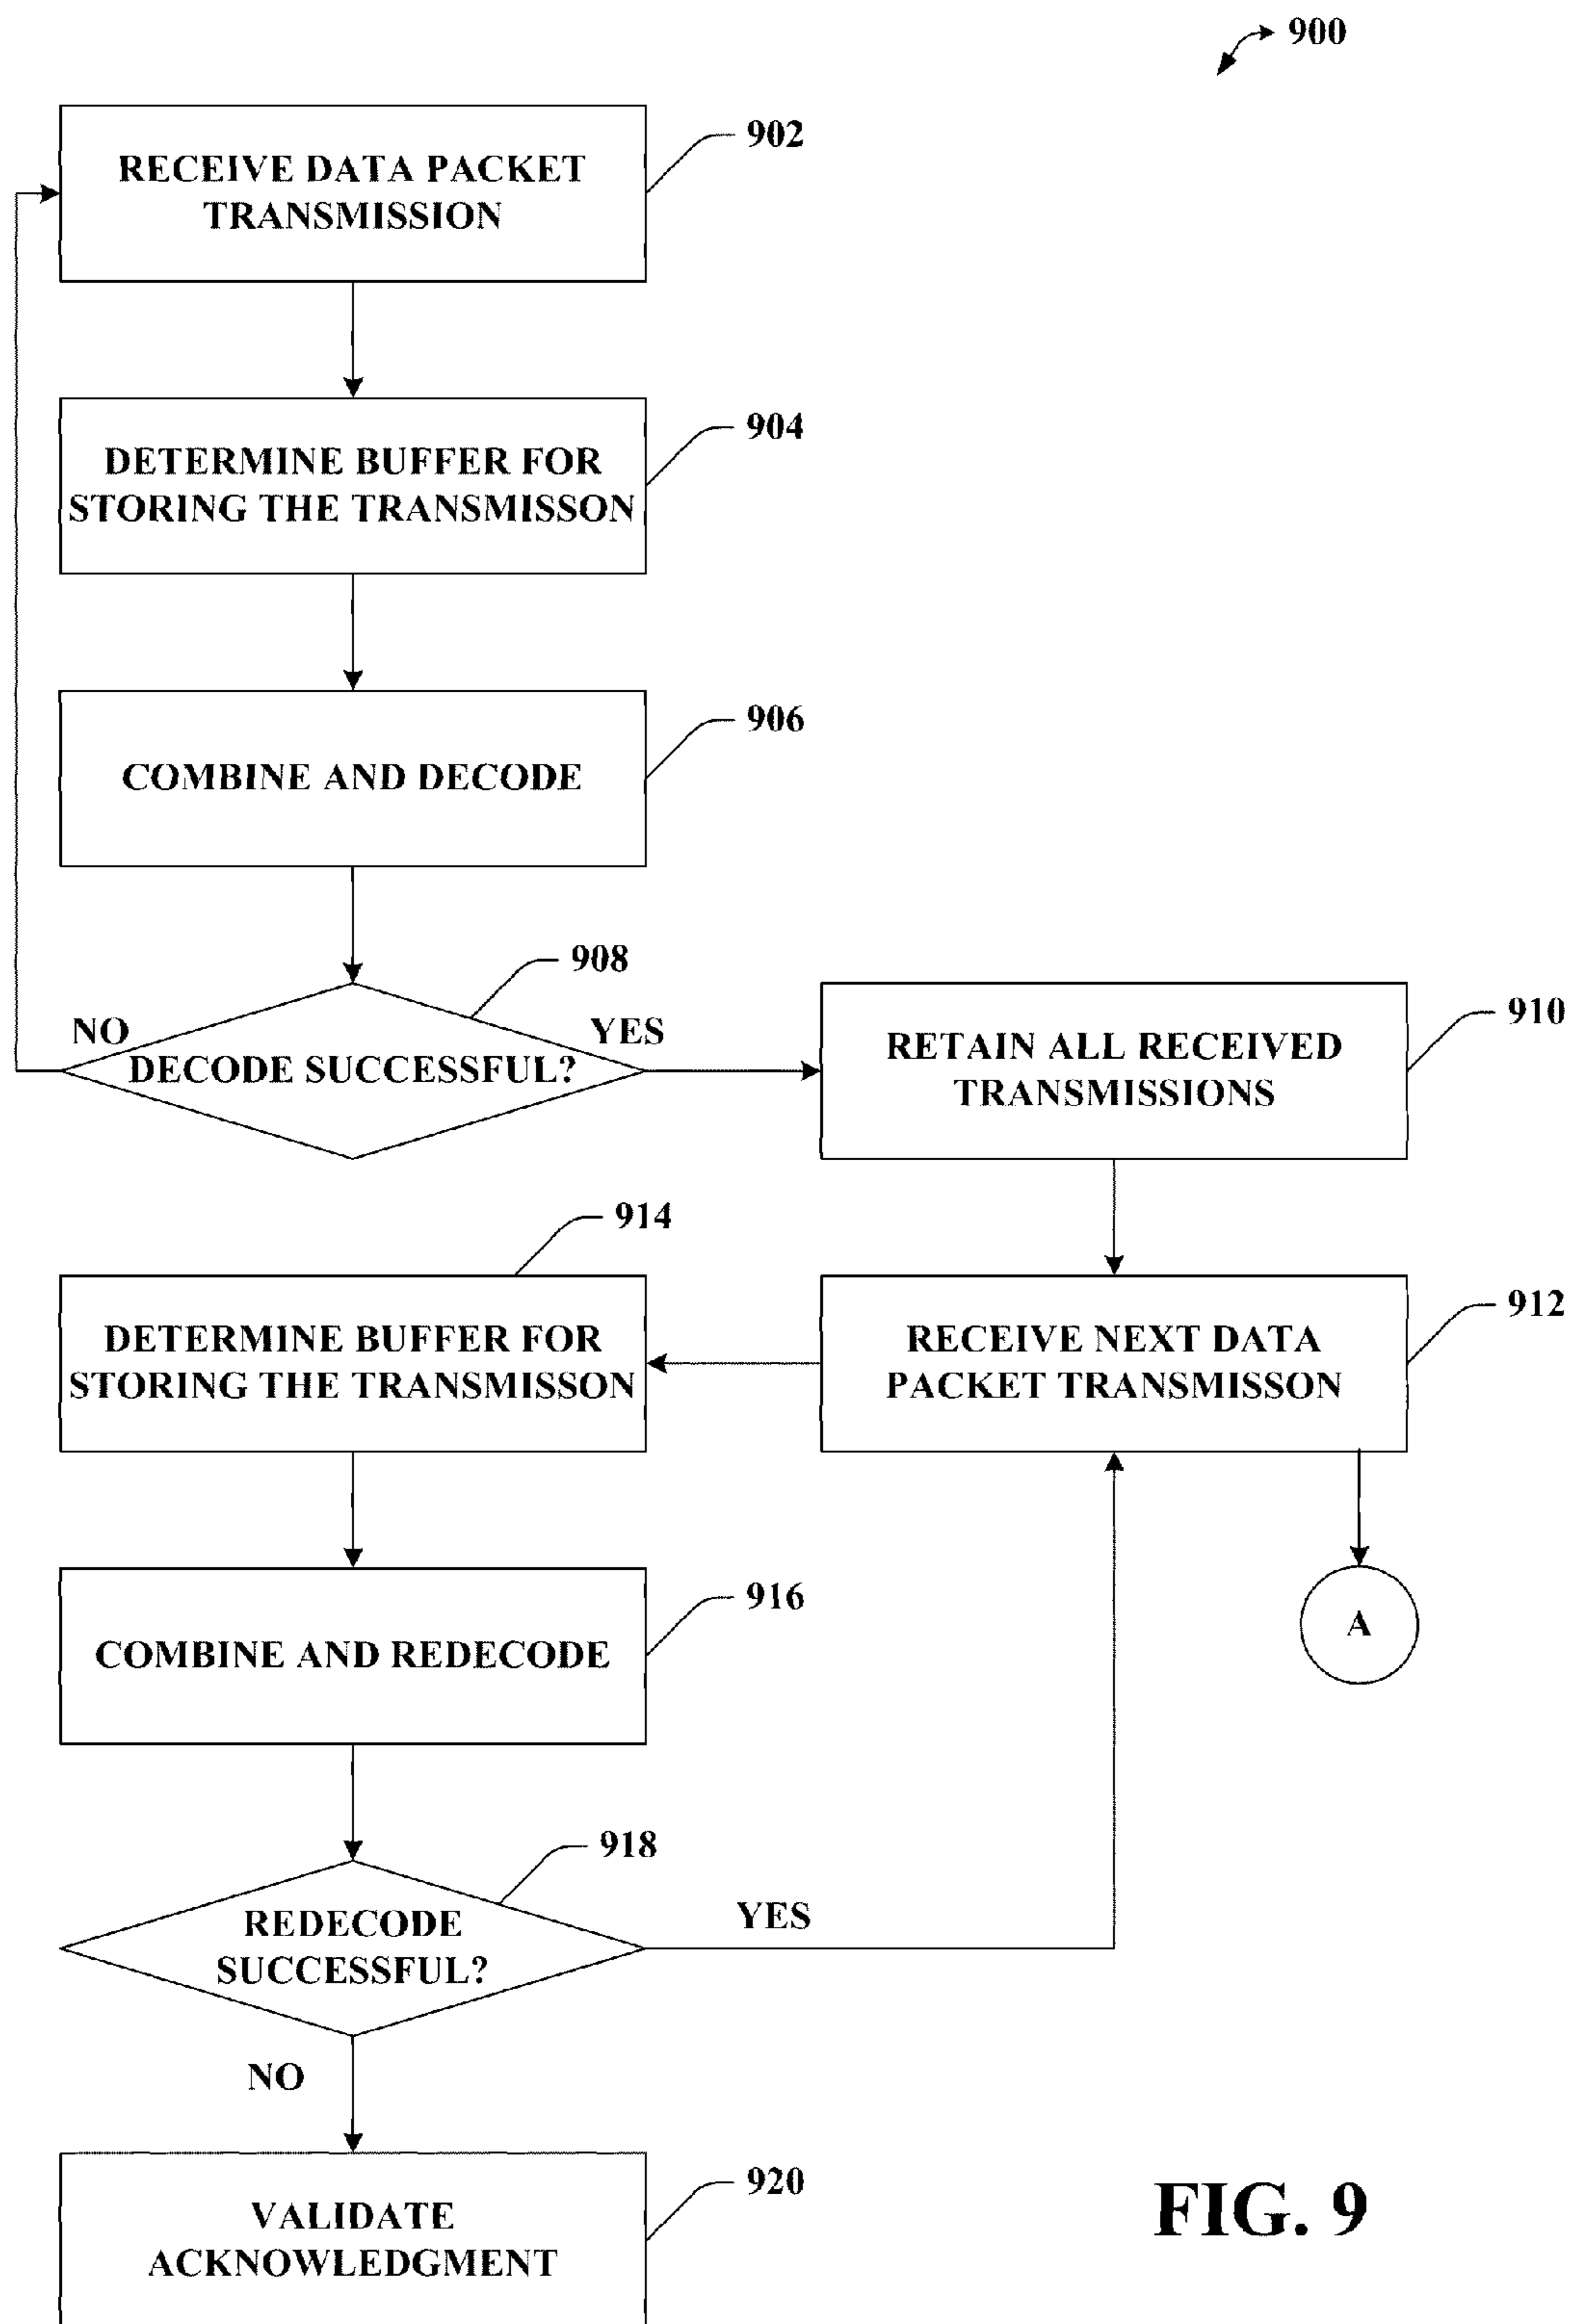 900
RECEIVE DATA PACKET
TRANSMISSION
902
DETERMINE BUFFER FOR
STORING THE TRANSMISSON
904
COMBINE AND DECODE
906
908
NO
YES
DECODE SUCCESSFUL?
RETAIN ALL RECEIVED
TRANSMISSIONS
910
914
DETERMINE BUFFER FOR
STORING THE TRANSMISSON
RECEIVE NEXT DATA
PACKET TRANSMISSON
912
COMBINE AND REDECODE
916
A
918
REDECODE
SUCCESSFUL?
YES
NO
VALIDATE
ACKNOWLEDGMENT
920
FIG. 9